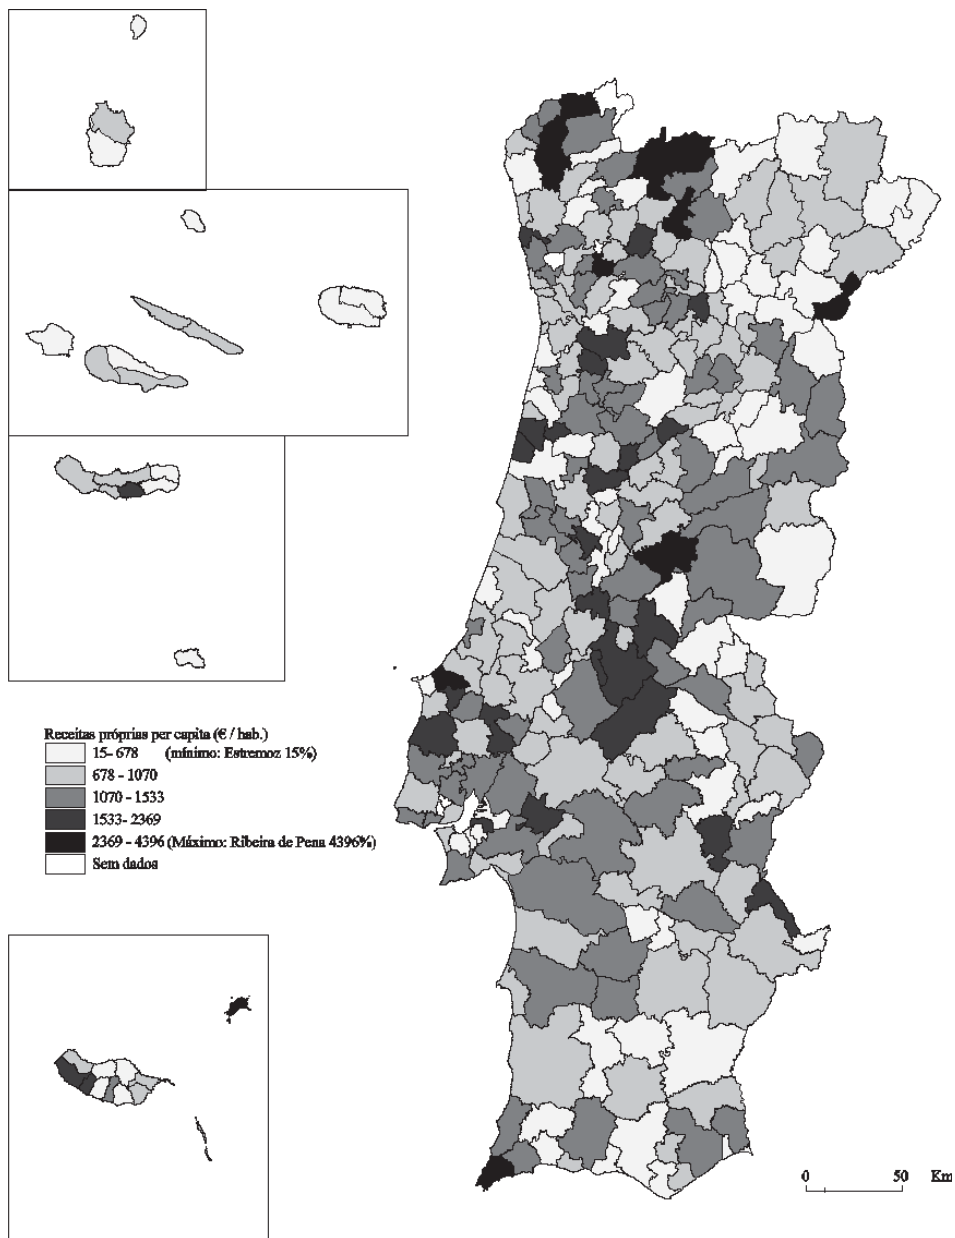 Receitas próprias per capita (€ / hab.)
15- 678 (mínimo: Estremoz 15%)
678 - 1070
1070 - 1533
1533- 2369
2369 - 4396 (Máximo: Ribeira de Pena 4396%)
Sem dados
0 50 Km